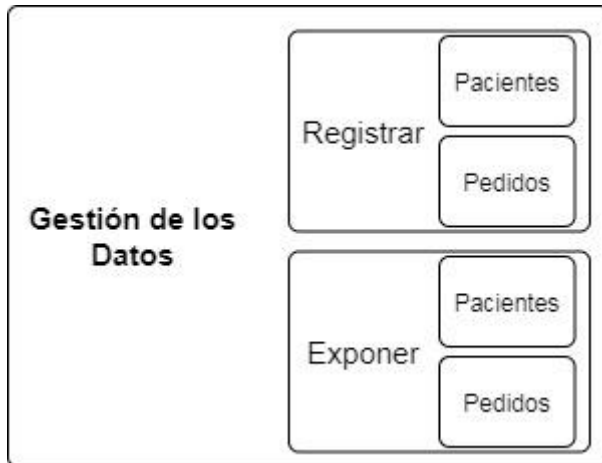 Gestión de los
Datos
Registrar
Pacientes
Pedidos
Exponer
Pacientes
Pedidos